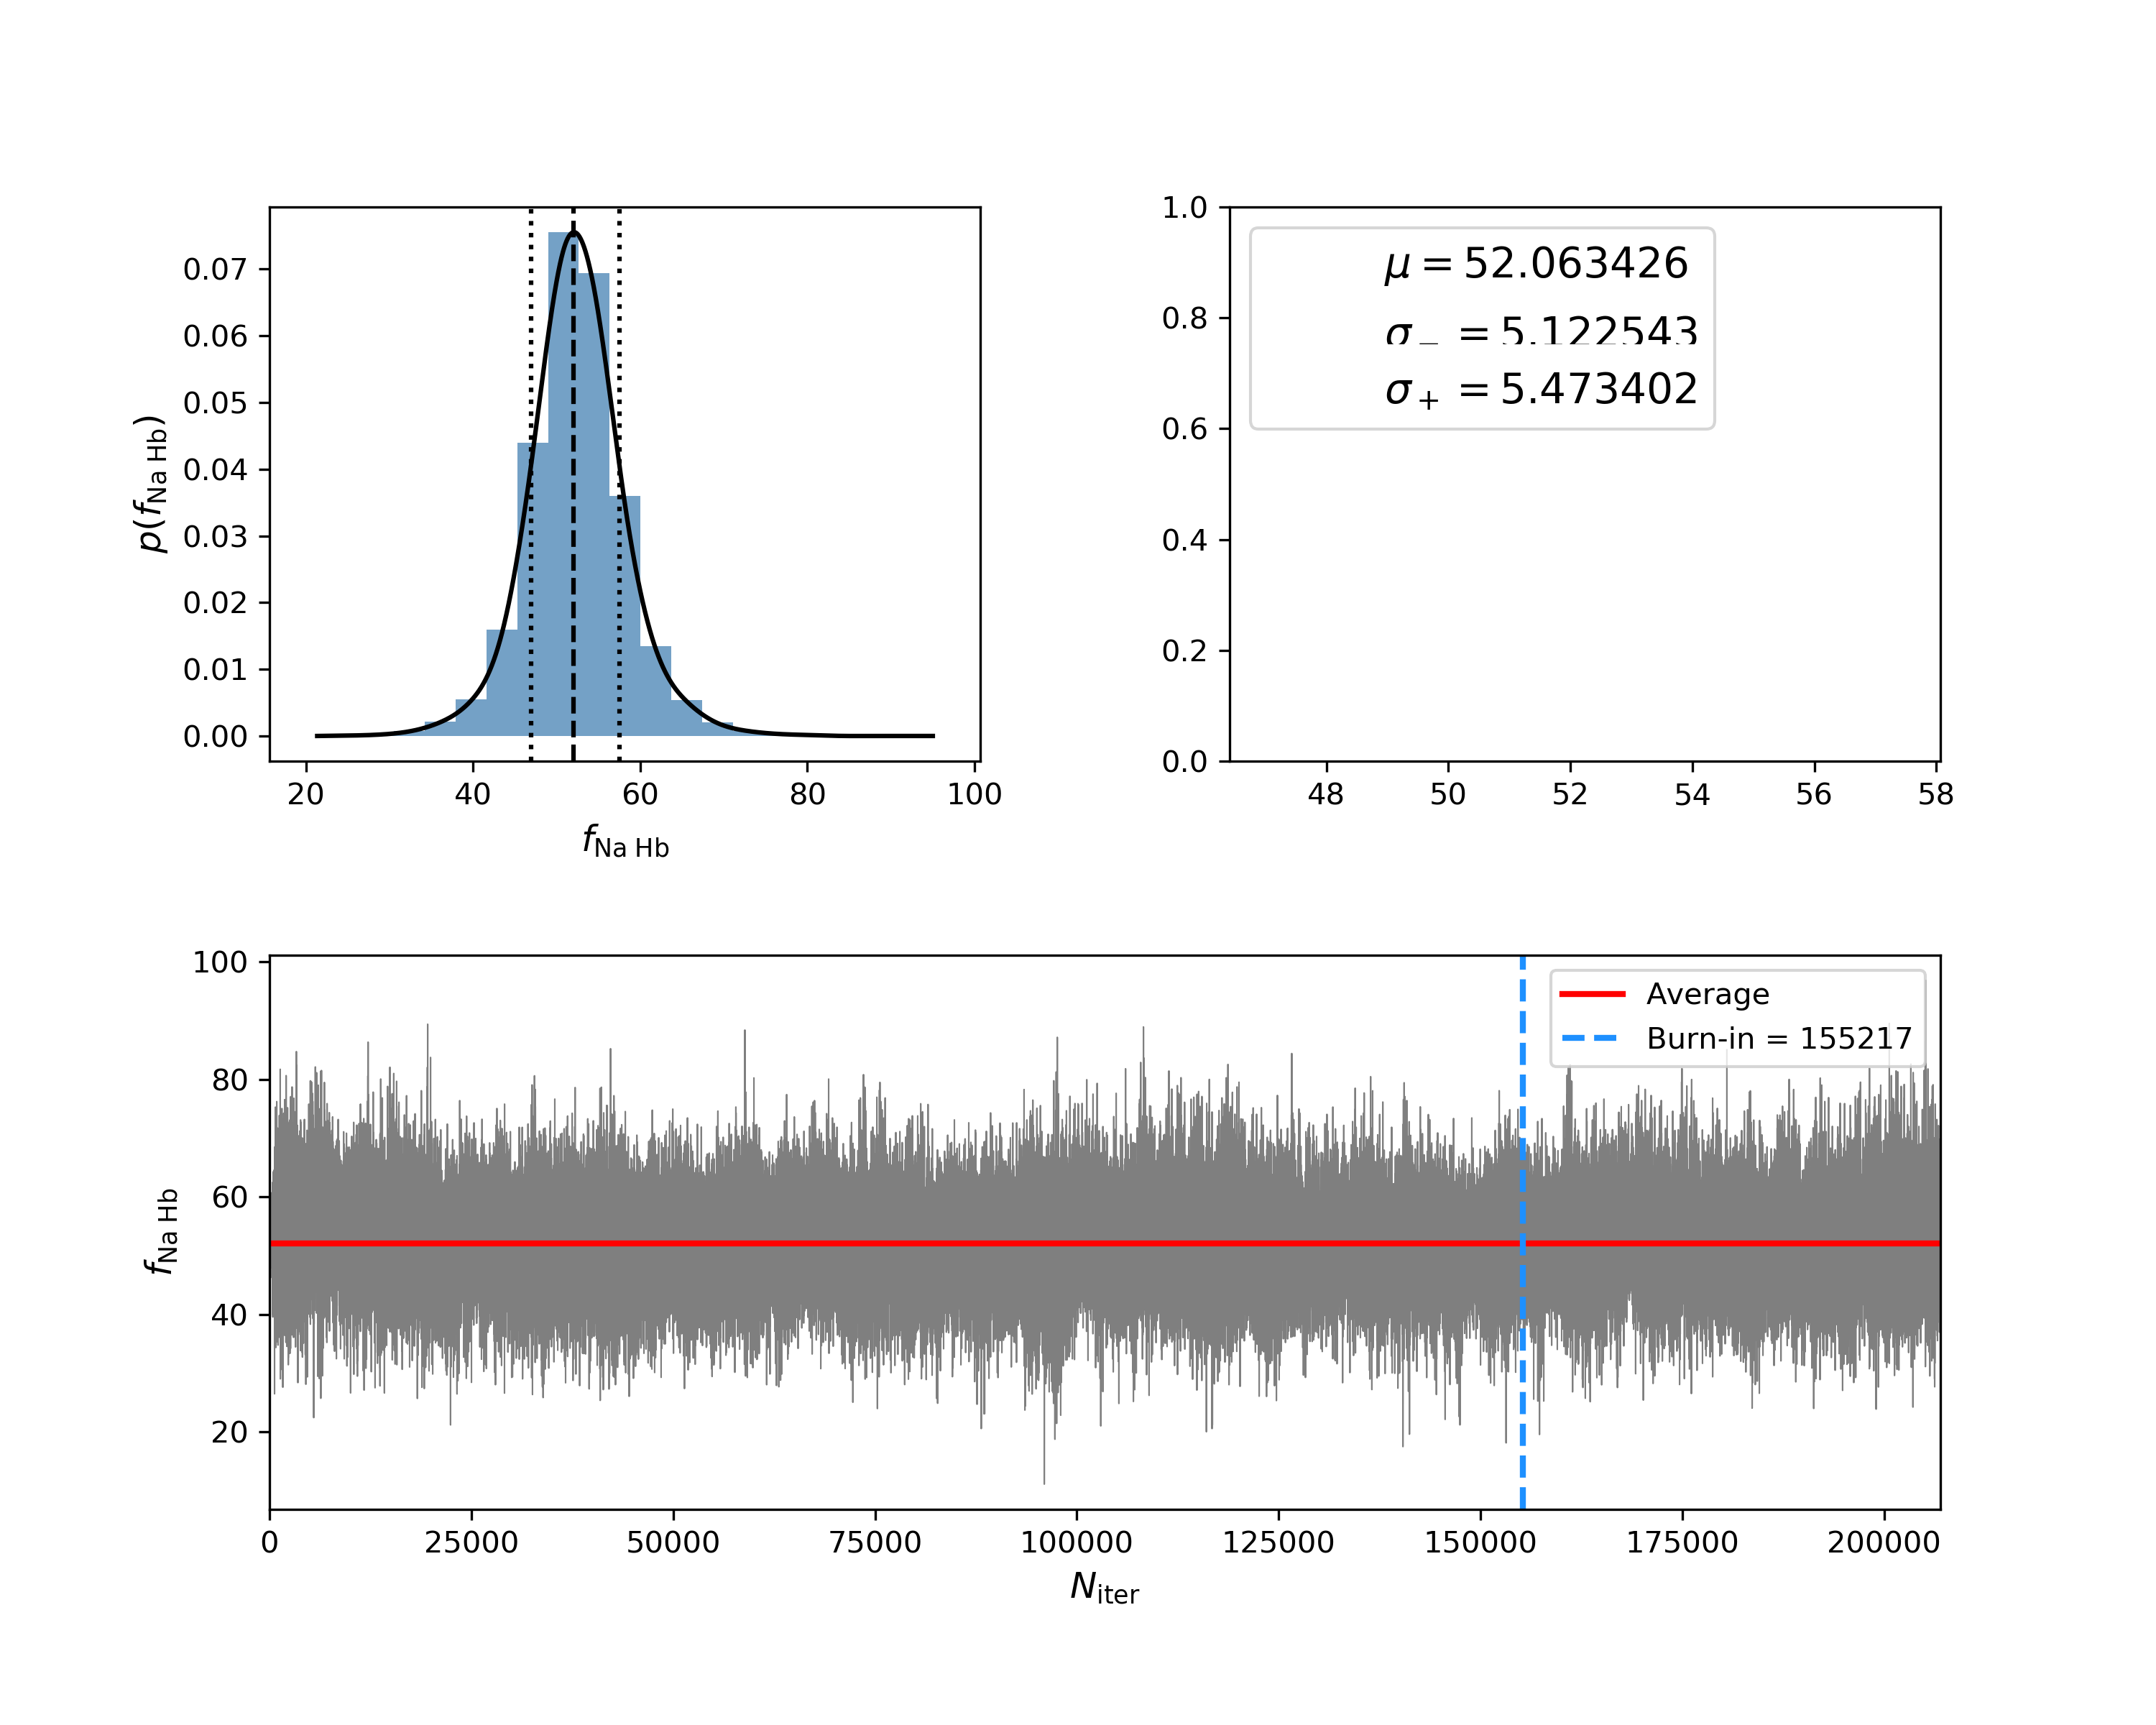 0.07
0.06
0.05
0.04
0.03
0.02
0.01
0.00
p(f_Na Hb)
20 40 60 80 100
f_Na Hb
1.0
0.8
0.6
0.4
0.2
0.0
μ = 52.063426
σ_− = 5.122543
σ_+ = 5.473402
48 50 52 54 56 58
100
80
60
40
20
f_Na Hb
Average
Burn-in = 155217
0 25000 50000 75000 100000 125000 150000 175000 200000
N_iter